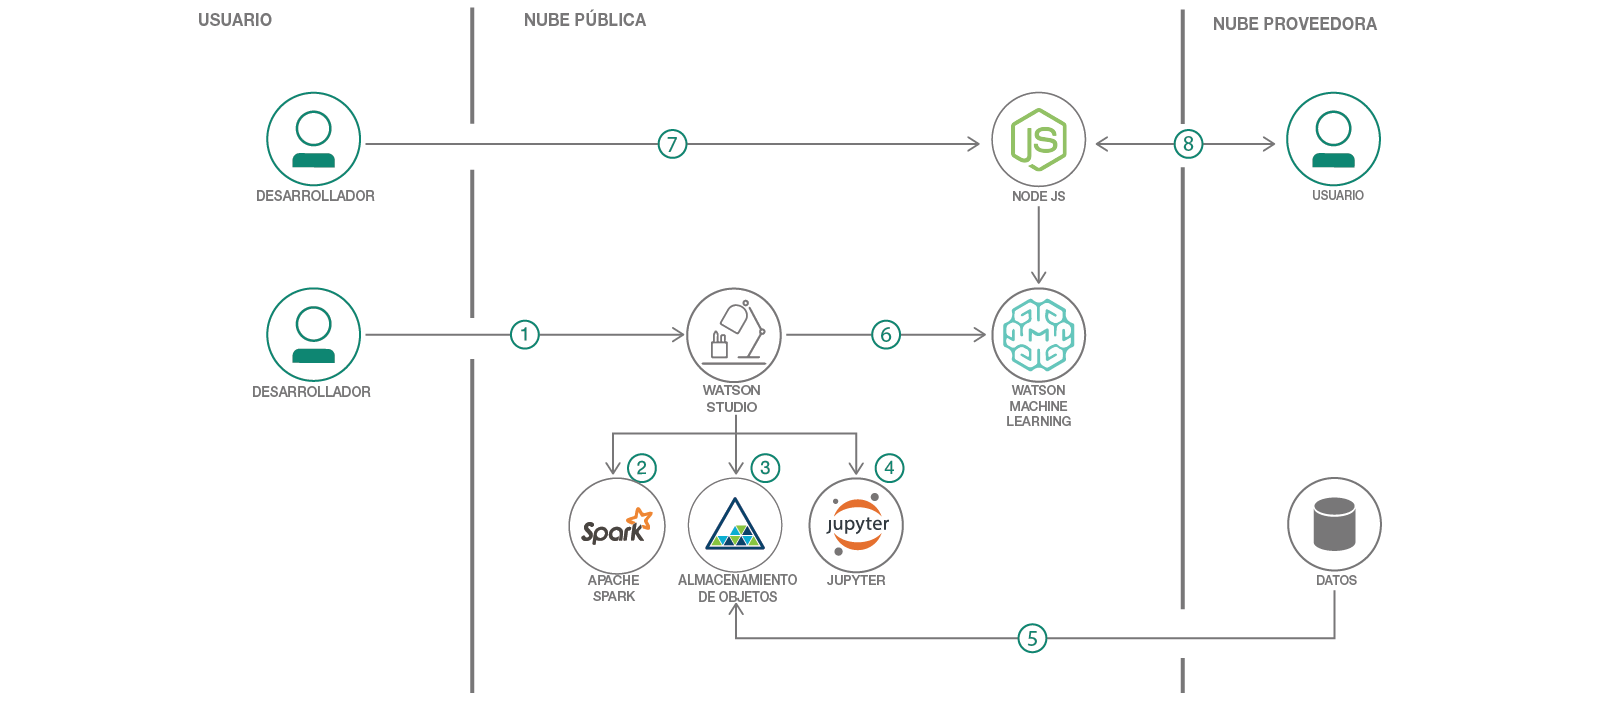 USUARIO
NUBE PÚBLICA
NUBE PROVEEDORA
7
JS
8
DESARROLLADOR
NODE JS
USUARIO
1
6
DESARROLLADOR
WATSON
STUDIO
WATSON
MACHINE
LEARNING
2
3
4
Spark
jupyter
APACHE
SPARK
ALMACENAMIENTO
DE OBJETOS
JUPYTER
DATOS
5